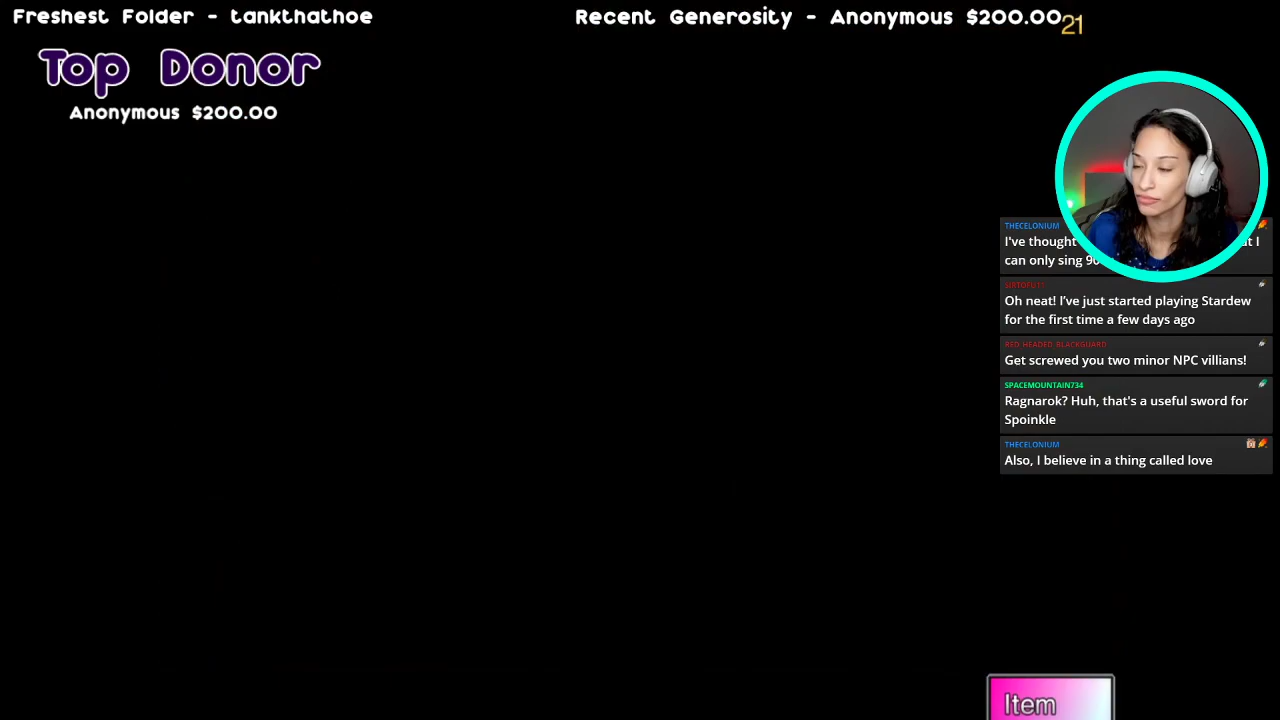 Freshest Folder - tankthathoe
Recent Generosity - Anonymous $200.00
21
Top Donor
Anonymous $200.00
THECELONIUM
I've thought
t I
can only sing 90
SIRTOFU11
Oh neat! I've just started playing Stardew
for the first time a few days ago
RED_HEADED_BLACKGUARD
Get screwed you two minor NPC villians!
SPACEMOUNTAIN734
Ragnarok? Huh, that's a useful sword for
Spoinkle
THECELONIUM
Also, I believe in a thing called love
Item